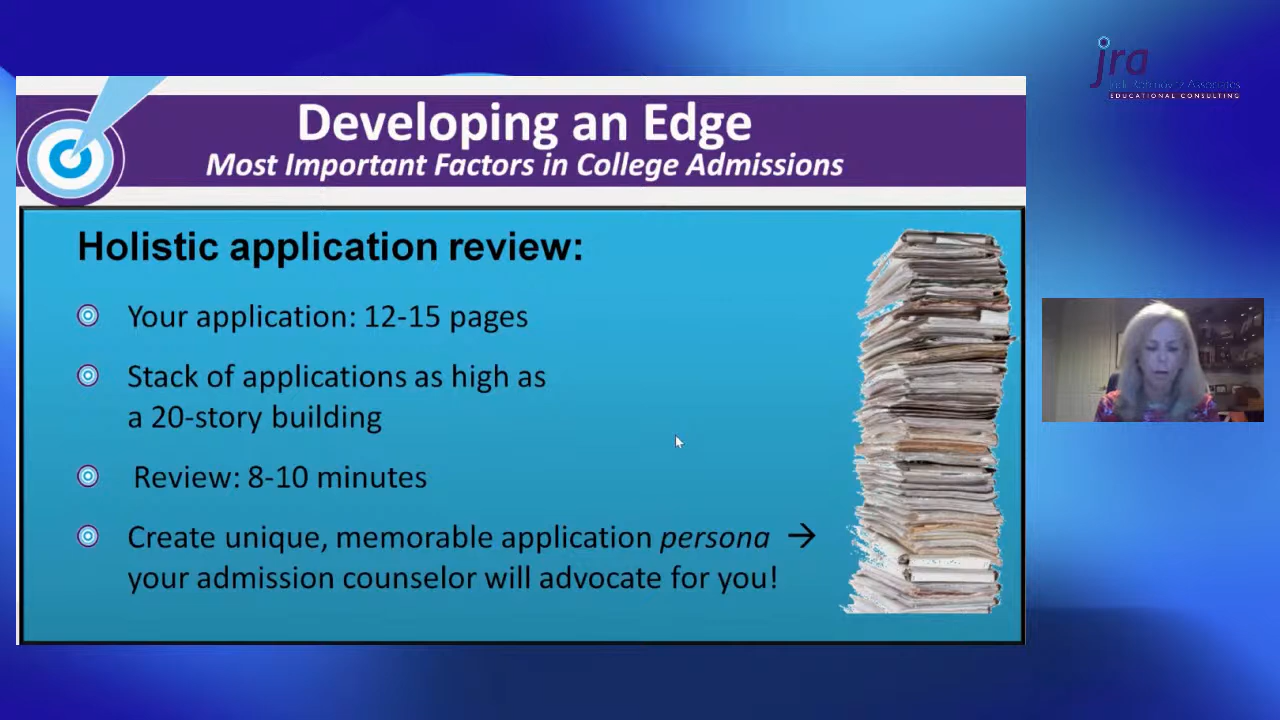 Developing an Edge
Most Important Factors in College Admissions
Holistic application review:
Your application: 12-15 pages
Stack of applications as high as
a 20-story building
Review: 8-10 minutes
Create unique, memorable application persona →
your admission counselor will advocate for you!
jra
Associates
EDUCATIONAL CONSULTING